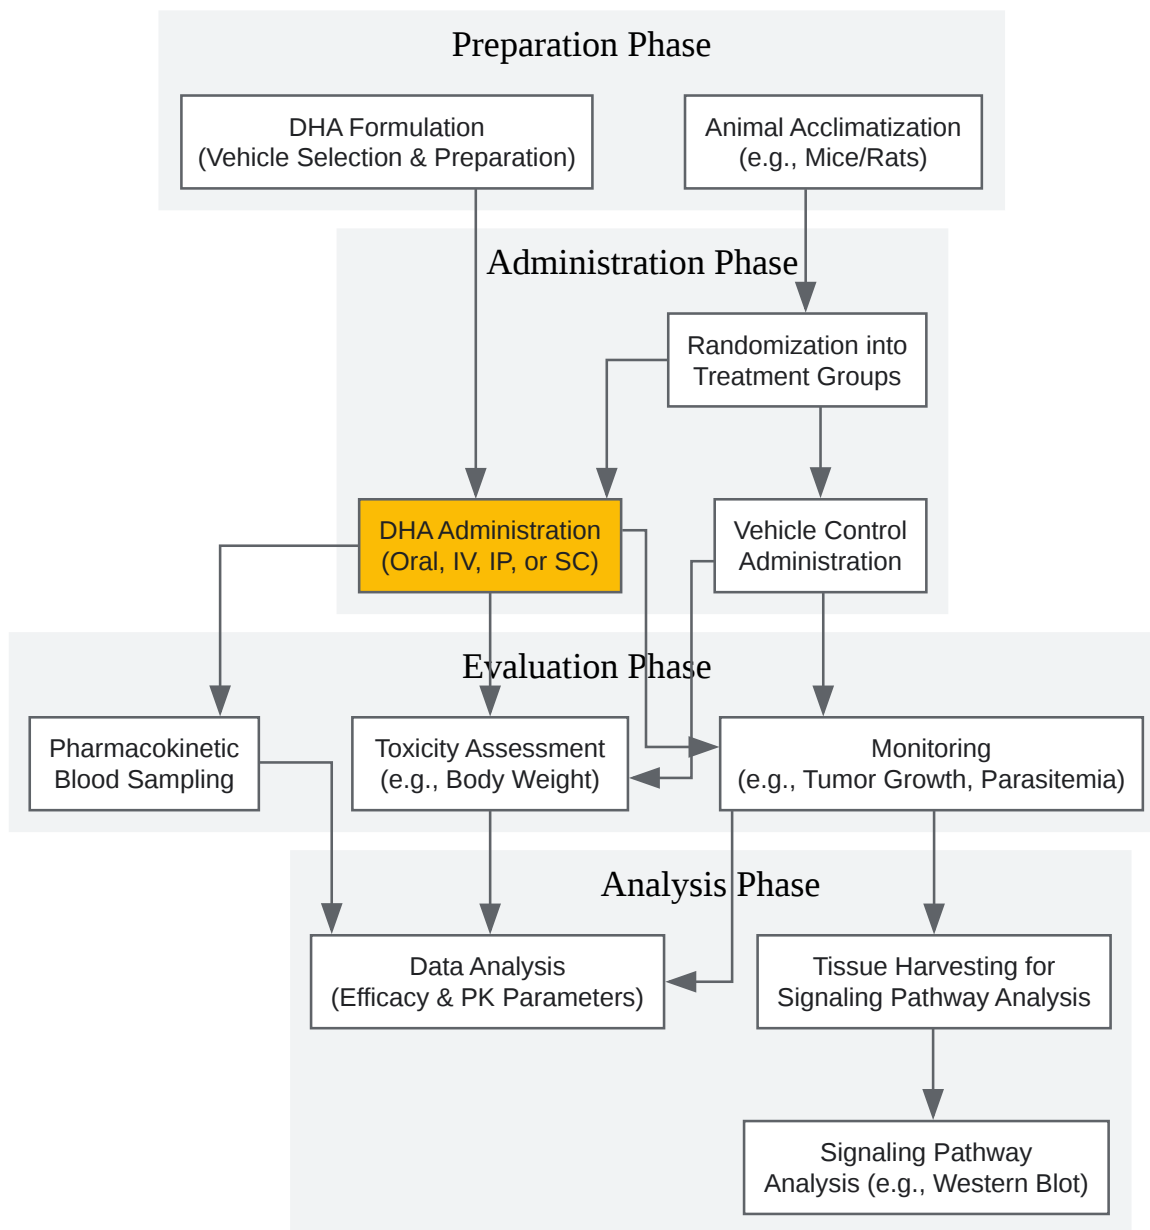 Preparation Phase
DHA Formulation
(Vehicle Selection & Preparation)
Animal Acclimatization
(e.g., Mice/Rats)
Administration Phase
Randomization into
Treatment Groups
DHA Administration
(Oral, IV, IP, or SC)
Vehicle Control
Administration
Evaluation Phase
Pharmacokinetic
Blood Sampling
Toxicity Assessment
(e.g., Body Weight)
Monitoring
(e.g., Tumor Growth, Parasitemia)
Analysis Phase
Data Analysis
(Efficacy & PK Parameters)
Tissue Harvesting for
Signaling Pathway Analysis
Signaling Pathway
Analysis (e.g., Western Blot)